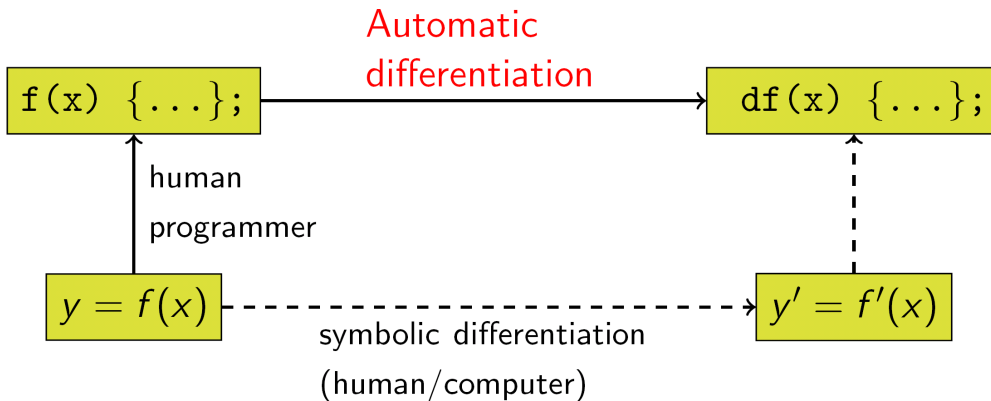 Automatic
differentiation
f(x) {...};
df(x) {...};
human
programmer
y = f(x)
y′ = f′(x)
symbolic differentiation
(human/computer)